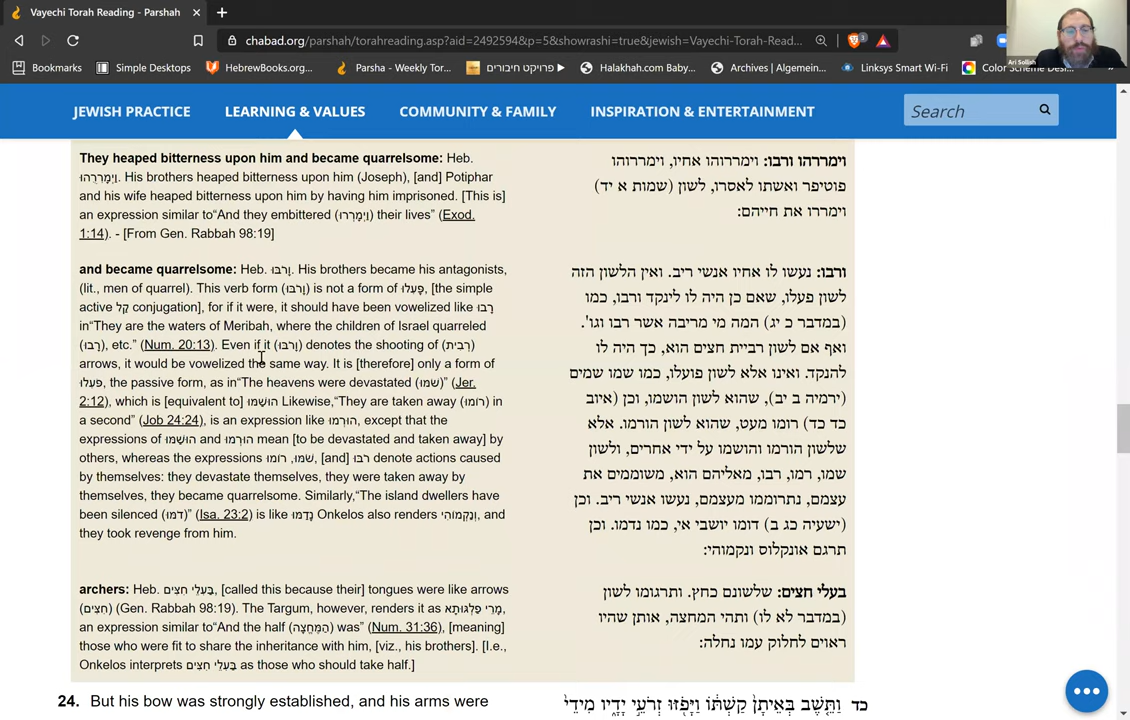 Vayechi Torah Reading - Parshah
chabad.org/parshah/torahreading.asp?aid=2492594&p=5&showrashi=true&jewish=Vayechi-Torah-Read...
3
Ari Sollish
Bookmarks Simple Desktops HebrewBooks.org... Parsha - Weekly Tor... פרויקט חיבורים Halakhah.com Baby... Archives | Algemein... Linksys Smart Wi-Fi Color Scheme Desi...
JEWISH PRACTICE LEARNING & VALUES COMMUNITY & FAMILY INSPIRATION & ENTERTAINMENT Search
They heaped bitterness upon him and became quarrelsome: Heb.
וַיְמָרֲרֻהוּ. His brothers heaped bitterness upon him (Joseph), [and] Potiphar
and his wife heaped bitterness upon him by having him imprisoned. [This is]
an expression similar to“And they embittered (וַיְמָרְרוּ) their lives” (Exod.
1:14). - [From Gen. Rabbah 98:19]
וימררהו ורבו: וימררוהו אחיו, וימררוהו
פוטיפר ואשתו לאסרו, לשון (שמות א יד)
וימררו את חייהם:
and became quarrelsome: Heb. וָרֹבּוּ. His brothers became his antagonists,
(lit., men of quarrel). This verb form (וָרֹבּוּ) is not a form of פָּעֲלוּ, [the simple
active קַל conjugation], for if it were, it should have been vowelized like רָבוּ
in“They are the waters of Meribah, where the children of Israel quarreled
(רָבוּ), etc.” (Num. 20:13). Even if it (וָרֹבּוּ) denotes the shooting of (רְבִית)
arrows, it would be vowelized the same way. It is [therefore] only a form of
פֹּעֲלוּ, the passive form, as in“The heavens were devastated (שֹׁמּוּ)” (Jer.
2:12), which is [equivalent to] הוּשַׁמּוּ Likewise,“They are taken away (רוֹמוּ) in
a second” (Job 24:24), is an expression like הוּרְמוּ, except that the
expressions of הוּשַׁמּוּ and הוּרְמוּ mean [to be devastated and taken away] by
others, whereas the expressions שֹׁמּוּ, רוֹמּוּ, [and] רֹבּוּ denote actions caused
by themselves: they devastate themselves, they were taken away by
themselves, they became quarrelsome. Similarly,“The island dwellers have
been silenced (דֹמּוּ)” (Isa. 23:2) is like נָדַמּוּ Onkelos also renders וְנַקְמוֹהִי, and
they took revenge from him.
ורבו: נעשו לו אחיו אנשי ריב. ואין הלשון הזה
לשון פעלו, שאם כן היה לו לינקד ורבו, כמו
(במדבר כ יג) המה מי מריבה אשר רבו וגו'.
ואף אם לשון רביית חצים הוא, כך היה לו
להנקד. ואינו אלא לשון פועלו, כמו שמו שמים
(ירמיה ב יב), שהוא לשון הושמו, וכן (איוב
כד כד) רומו מעט, שהוא לשון הורמו. אלא
שלשון הורמו והושמו על ידי אחרים, ולשון
שמו, רמו, רבו, מאליהם הוא, משוממים את
עצמם, נתרוממו מעצמם, נעשו אנשי ריב. וכן
(ישעיה כג ב) דומו יושבי אי, כמו נדמו. וכן
תרגם אונקלוס ונקמוהי:
archers: Heb. בַּעֲלֵי חִצִּים, [called this because their] tongues were like arrows
(חִצִּים) (Gen. Rabbah 98:19). The Targum, however, renders it as מָרֵי פַלְגוּתָא,
an expression similar to“And the half (הַמֶּחֱצָה) was” (Num. 31:36), [meaning]
those who were fit to share the inheritance with him, [viz., his brothers]. [I.e.,
Onkelos interprets בַּעֲלֵי חִצִּים as those who should take half.]
בעלי חצים: שלשונם כחץ. ותרגומו לשון
(במדבר לא לו) ותהי המחצה, אותן שהיו
ראוים לחלוק עמו נחלה:
24. But his bow was strongly established, and his arms were
כד וַתֵּ֤שֶׁב בְּאֵיתָן֙ קַשְׁתּ֔וֹ וַיָּפֹ֖זּוּ זְרֹעֵ֣י יָדָ֑יו מִידֵי֙